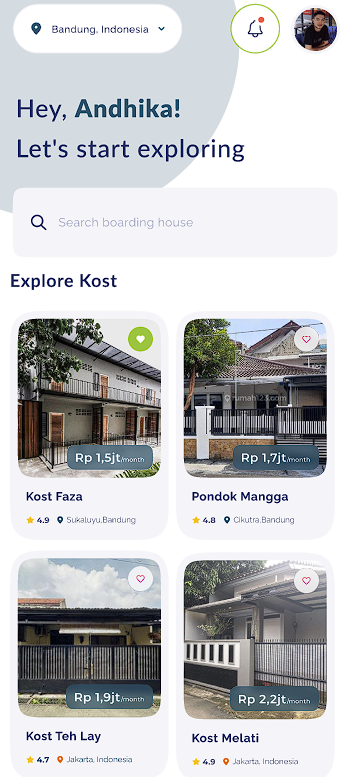 Bandung, Indonesia
Hey, Andhika!
Let's start exploring
Search boarding house
Explore Kost
rumah123.com
Rp 1,5jt/month
Rp 1,7jt/month
Kost Faza
Pondok Mangga
4.9 Sukaluyu,Bandung
4.8 Cikutra,Bandung
Rp 1,9jt/month
Rp 2,2jt/month
Kost Teh Lay
Kost Melati
4.7 Jakarta, Indonesia
4.9 Jakarta, Indonesia